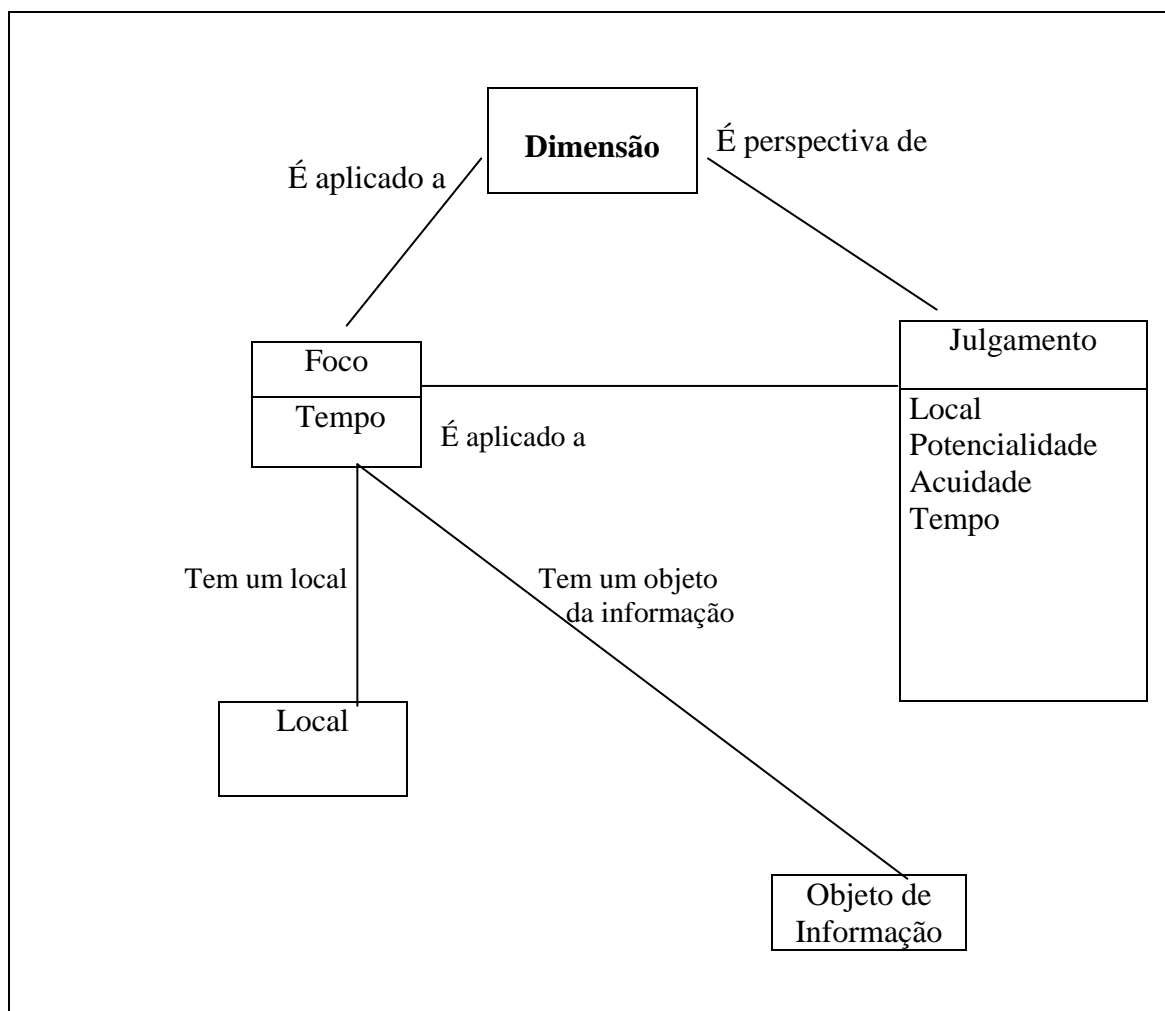 Dimensão
É perspectiva de
É aplicado a
Foco
Tempo
É aplicado a
Julgamento
Local
Potencialidade
Acuidade
Tempo
Tem um local
Tem um objeto
da informação
Local
Objeto de
Informação